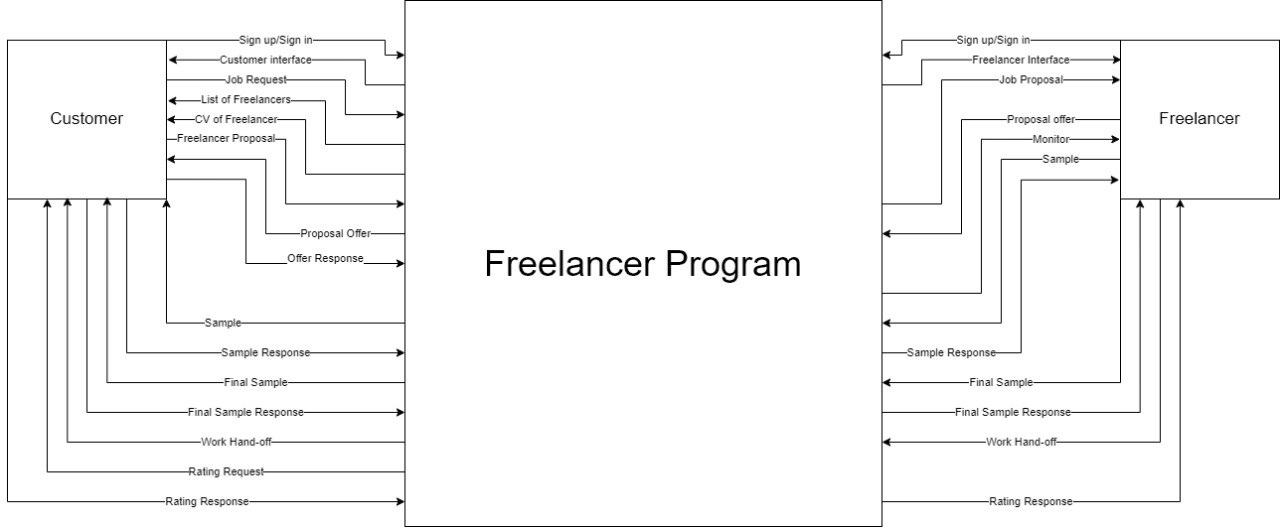 Sign up/Sign in
Customer interface
Job Request
List of Freelancers
CV of Freelancer
Freelancer Proposal
Customer
Proposal Offer
Offer Response
Sample
Sample Response
Final Sample
Final Sample Response
Work Hand-off
Rating Request
Rating Response
Freelancer Program
Sign up/Sign in
Freelancer Interface
Job Proposal
Proposal offer
Monitor
Sample
Freelancer
Sample Response
Final Sample
Final Sample Response
Work Hand-off
Rating Response